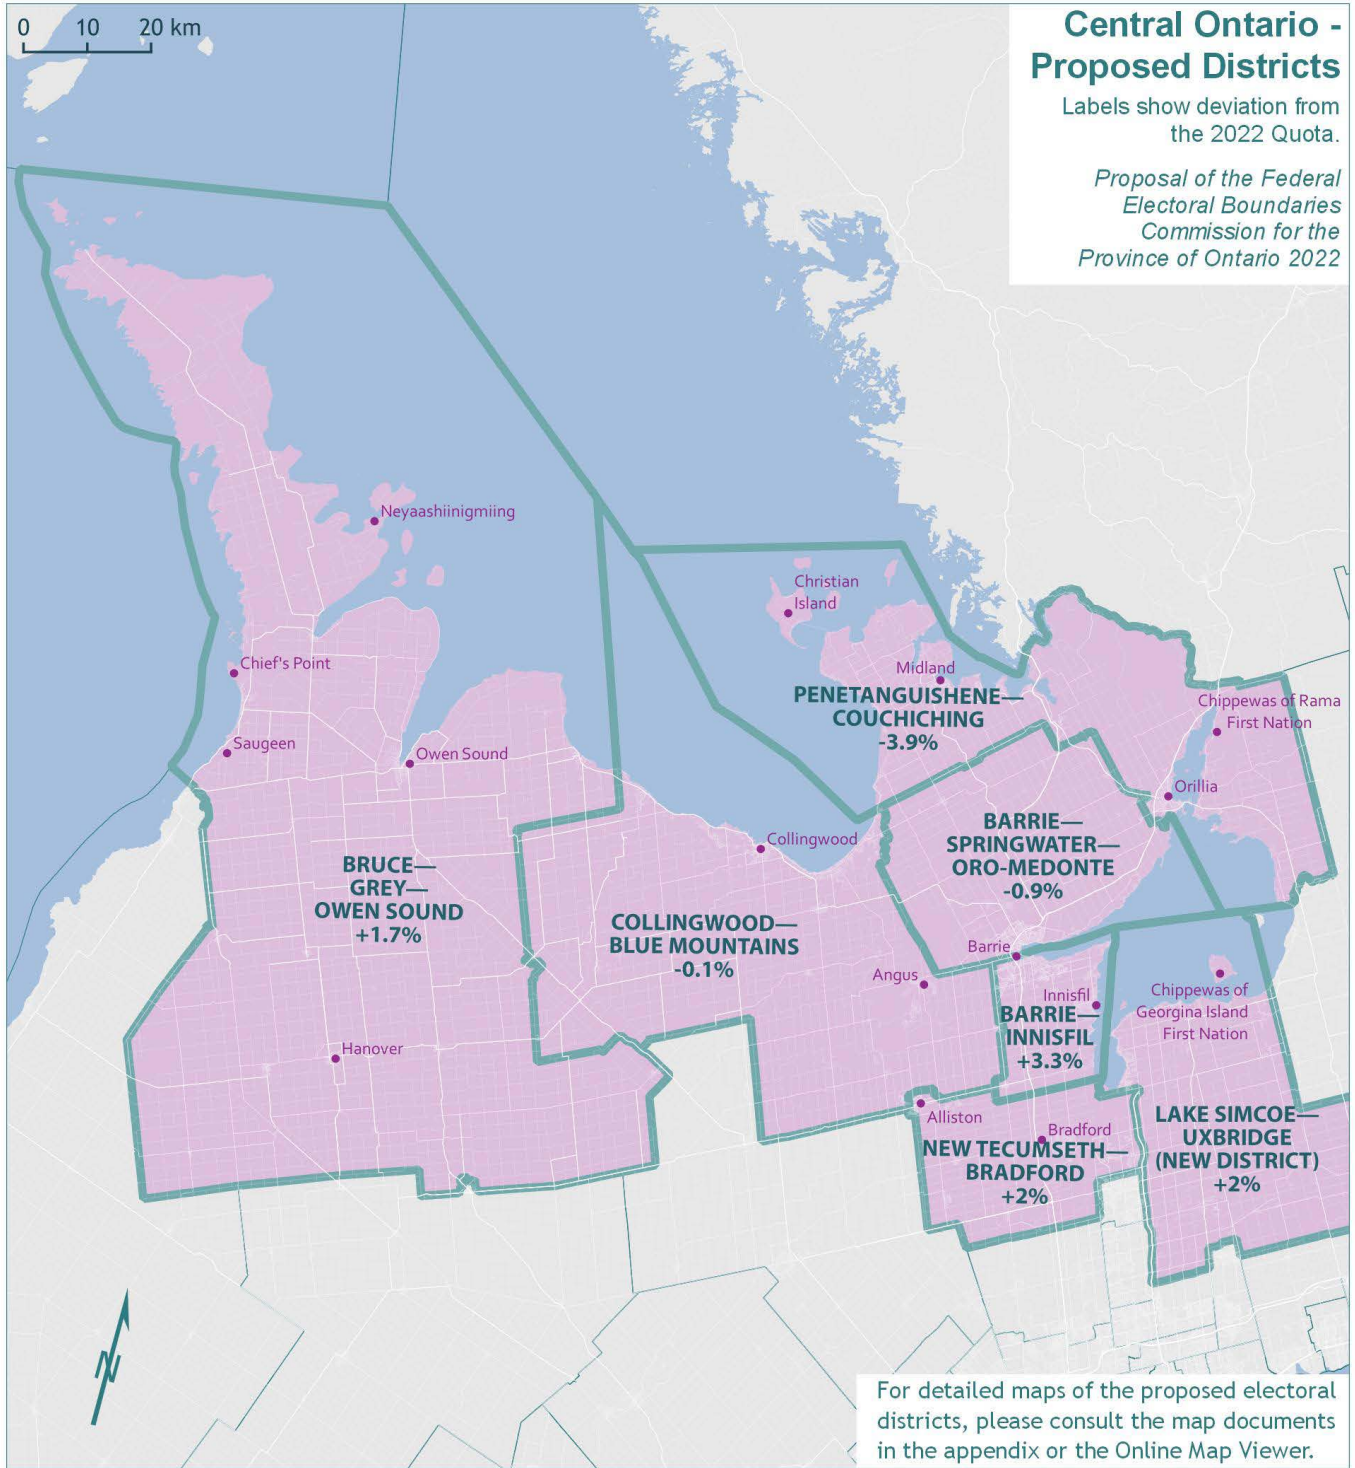 0 10 20 km
Central Ontario -
Proposed Districts
Labels show deviation from
the 2022 Quota.
Proposal of the Federal
Electoral Boundaries
Commission for the
Province of Ontario 2022
Neyaashiinigmiing
Christian
Island
Chief's Point
Midland
PENETANGUISHENE—
COUCHICHING
-3.9%
Chippewas of Rama
First Nation
Saugeen
Owen Sound
Orillia
Collingwood
BARRIE—
SPRINGWATER—
ORO-MEDONTE
-0.9%
BRUCE—
GREY—
OWEN SOUND
+1.7%
COLLINGWOOD—
BLUE MOUNTAINS
-0.1%
Barrie
Angus
Innisfil
BARRIE—
INNISFIL
+3.3%
Chippewas of
Georgina Island
First Nation
Hanover
Alliston
Bradford
NEW TECUMSETH—
BRADFORD
+2%
LAKE SIMCOE—
UXBRIDGE
(NEW DISTRICT)
+2%
N
For detailed maps of the proposed electoral
districts, please consult the map documents
in the appendix or the Online Map Viewer.